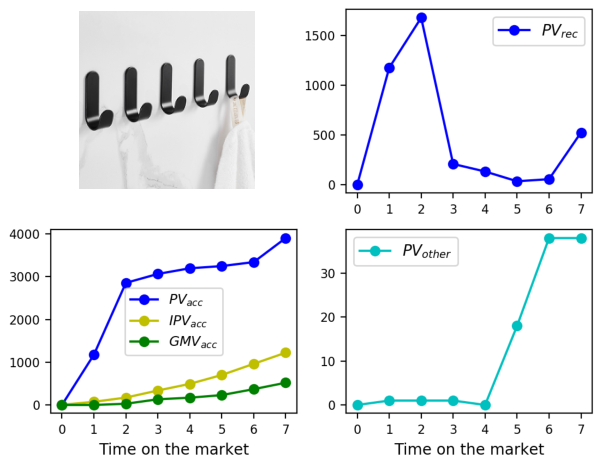 1500
1000
500
0
PV_rec
0 1 2 3 4 5 6 7
4000
3000
2000
1000
0
PV_acc
IPV_acc
GMV_acc
0 1 2 3 4 5 6 7
Time on the market
30
20
10
0
PV_other
0 1 2 3 4 5 6 7
Time on the market